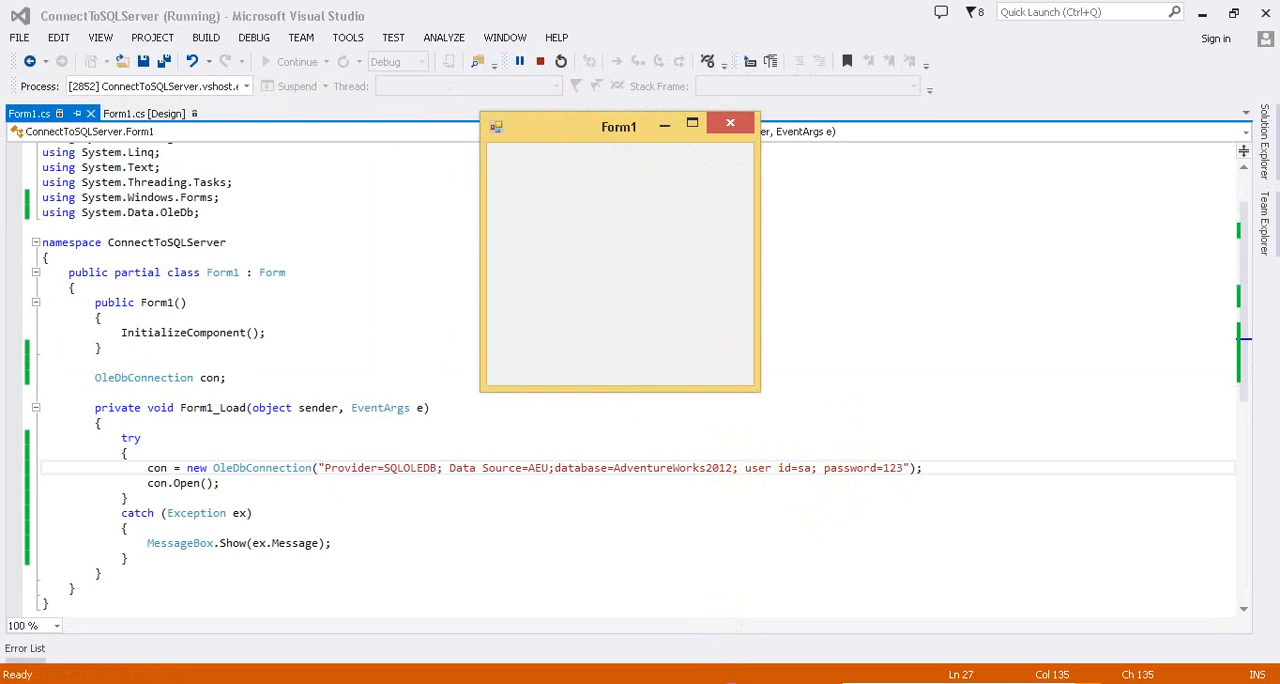 ConnectToSQLServer (Running) - Microsoft Visual Studio
8
Quick Launch (Ctrl+Q)
FILE EDIT VIEW PROJECT BUILD DEBUG TEAM TOOLS TEST ANALYZE WINDOW HELP
Sign in
Continue Debug
Process: [2852] ConnectToSQLServer.vshost.e Suspend Thread: Stack Frame:
Form1.cs Form1.cs [Design]
ConnectToSQLServer.Form1
er, EventArgs e)
Form1
Solution Explorer
Team Explorer
using System.Linq;
using System.Text;
using System.Threading.Tasks;
using System.Windows.Forms;
using System.Data.OleDb;
namespace ConnectToSQLServer
{
public partial class Form1 : Form
{
public Form1()
{
InitializeComponent();
}
OleDbConnection con;
private void Form1_Load(object sender, EventArgs e)
{
try
{
con = new OleDbConnection("Provider=SQLOLEDB; Data Source=AEU;database=AdventureWorks2012; user id=sa; password=123");
con.Open();
}
catch (Exception ex)
{
MessageBox.Show(ex.Message);
}
}
}
}
100 %
Error List
Ready Ln 27 Col 135 Ch 135 INS